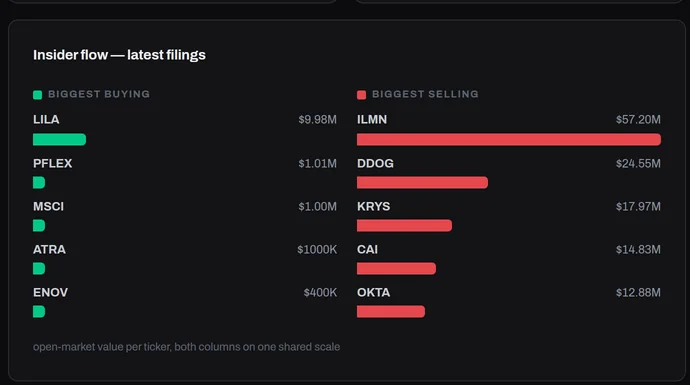 Insider flow — latest filings
BIGGEST BUYING
LILA $9.98M
PFLEX $1.01M
MSCI $1.00M
ATRA $1000K
ENOV $400K
BIGGEST SELLING
ILMN $57.20M
DDOG $24.55M
KRYS $17.97M
CAI $14.83M
OKTA $12.88M
open-market value per ticker, both columns on one shared scale